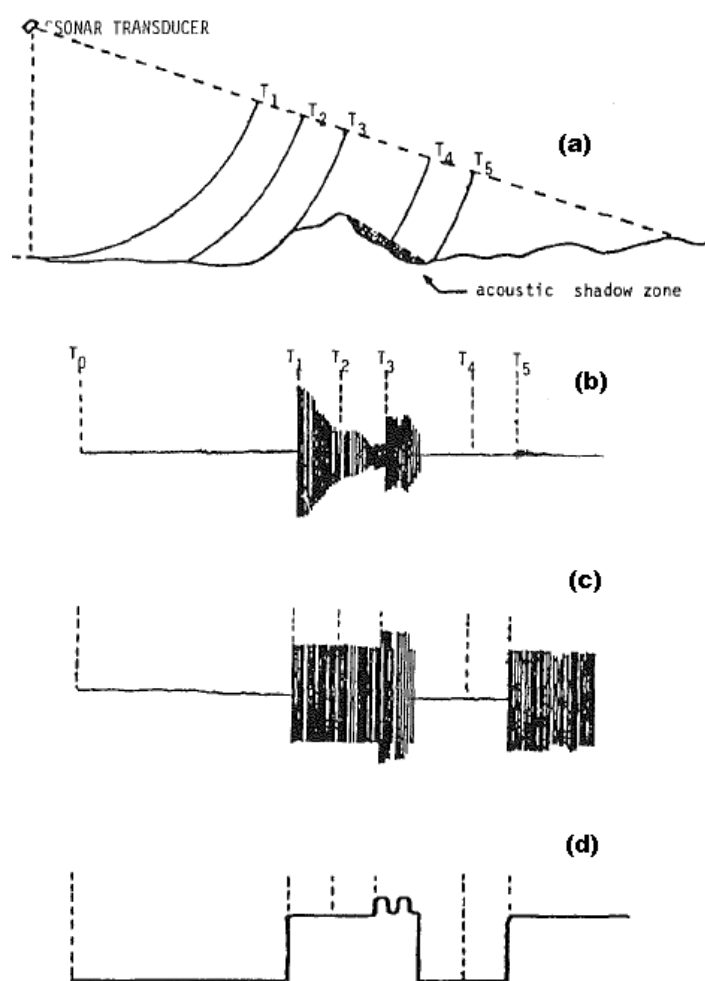 SONAR TRANSDUCER
T1
T2
T3
(a)
T4
T5
acoustic shadow zone
T0 T1 T2 T3 T4 T5
(b)
(c)
(d)